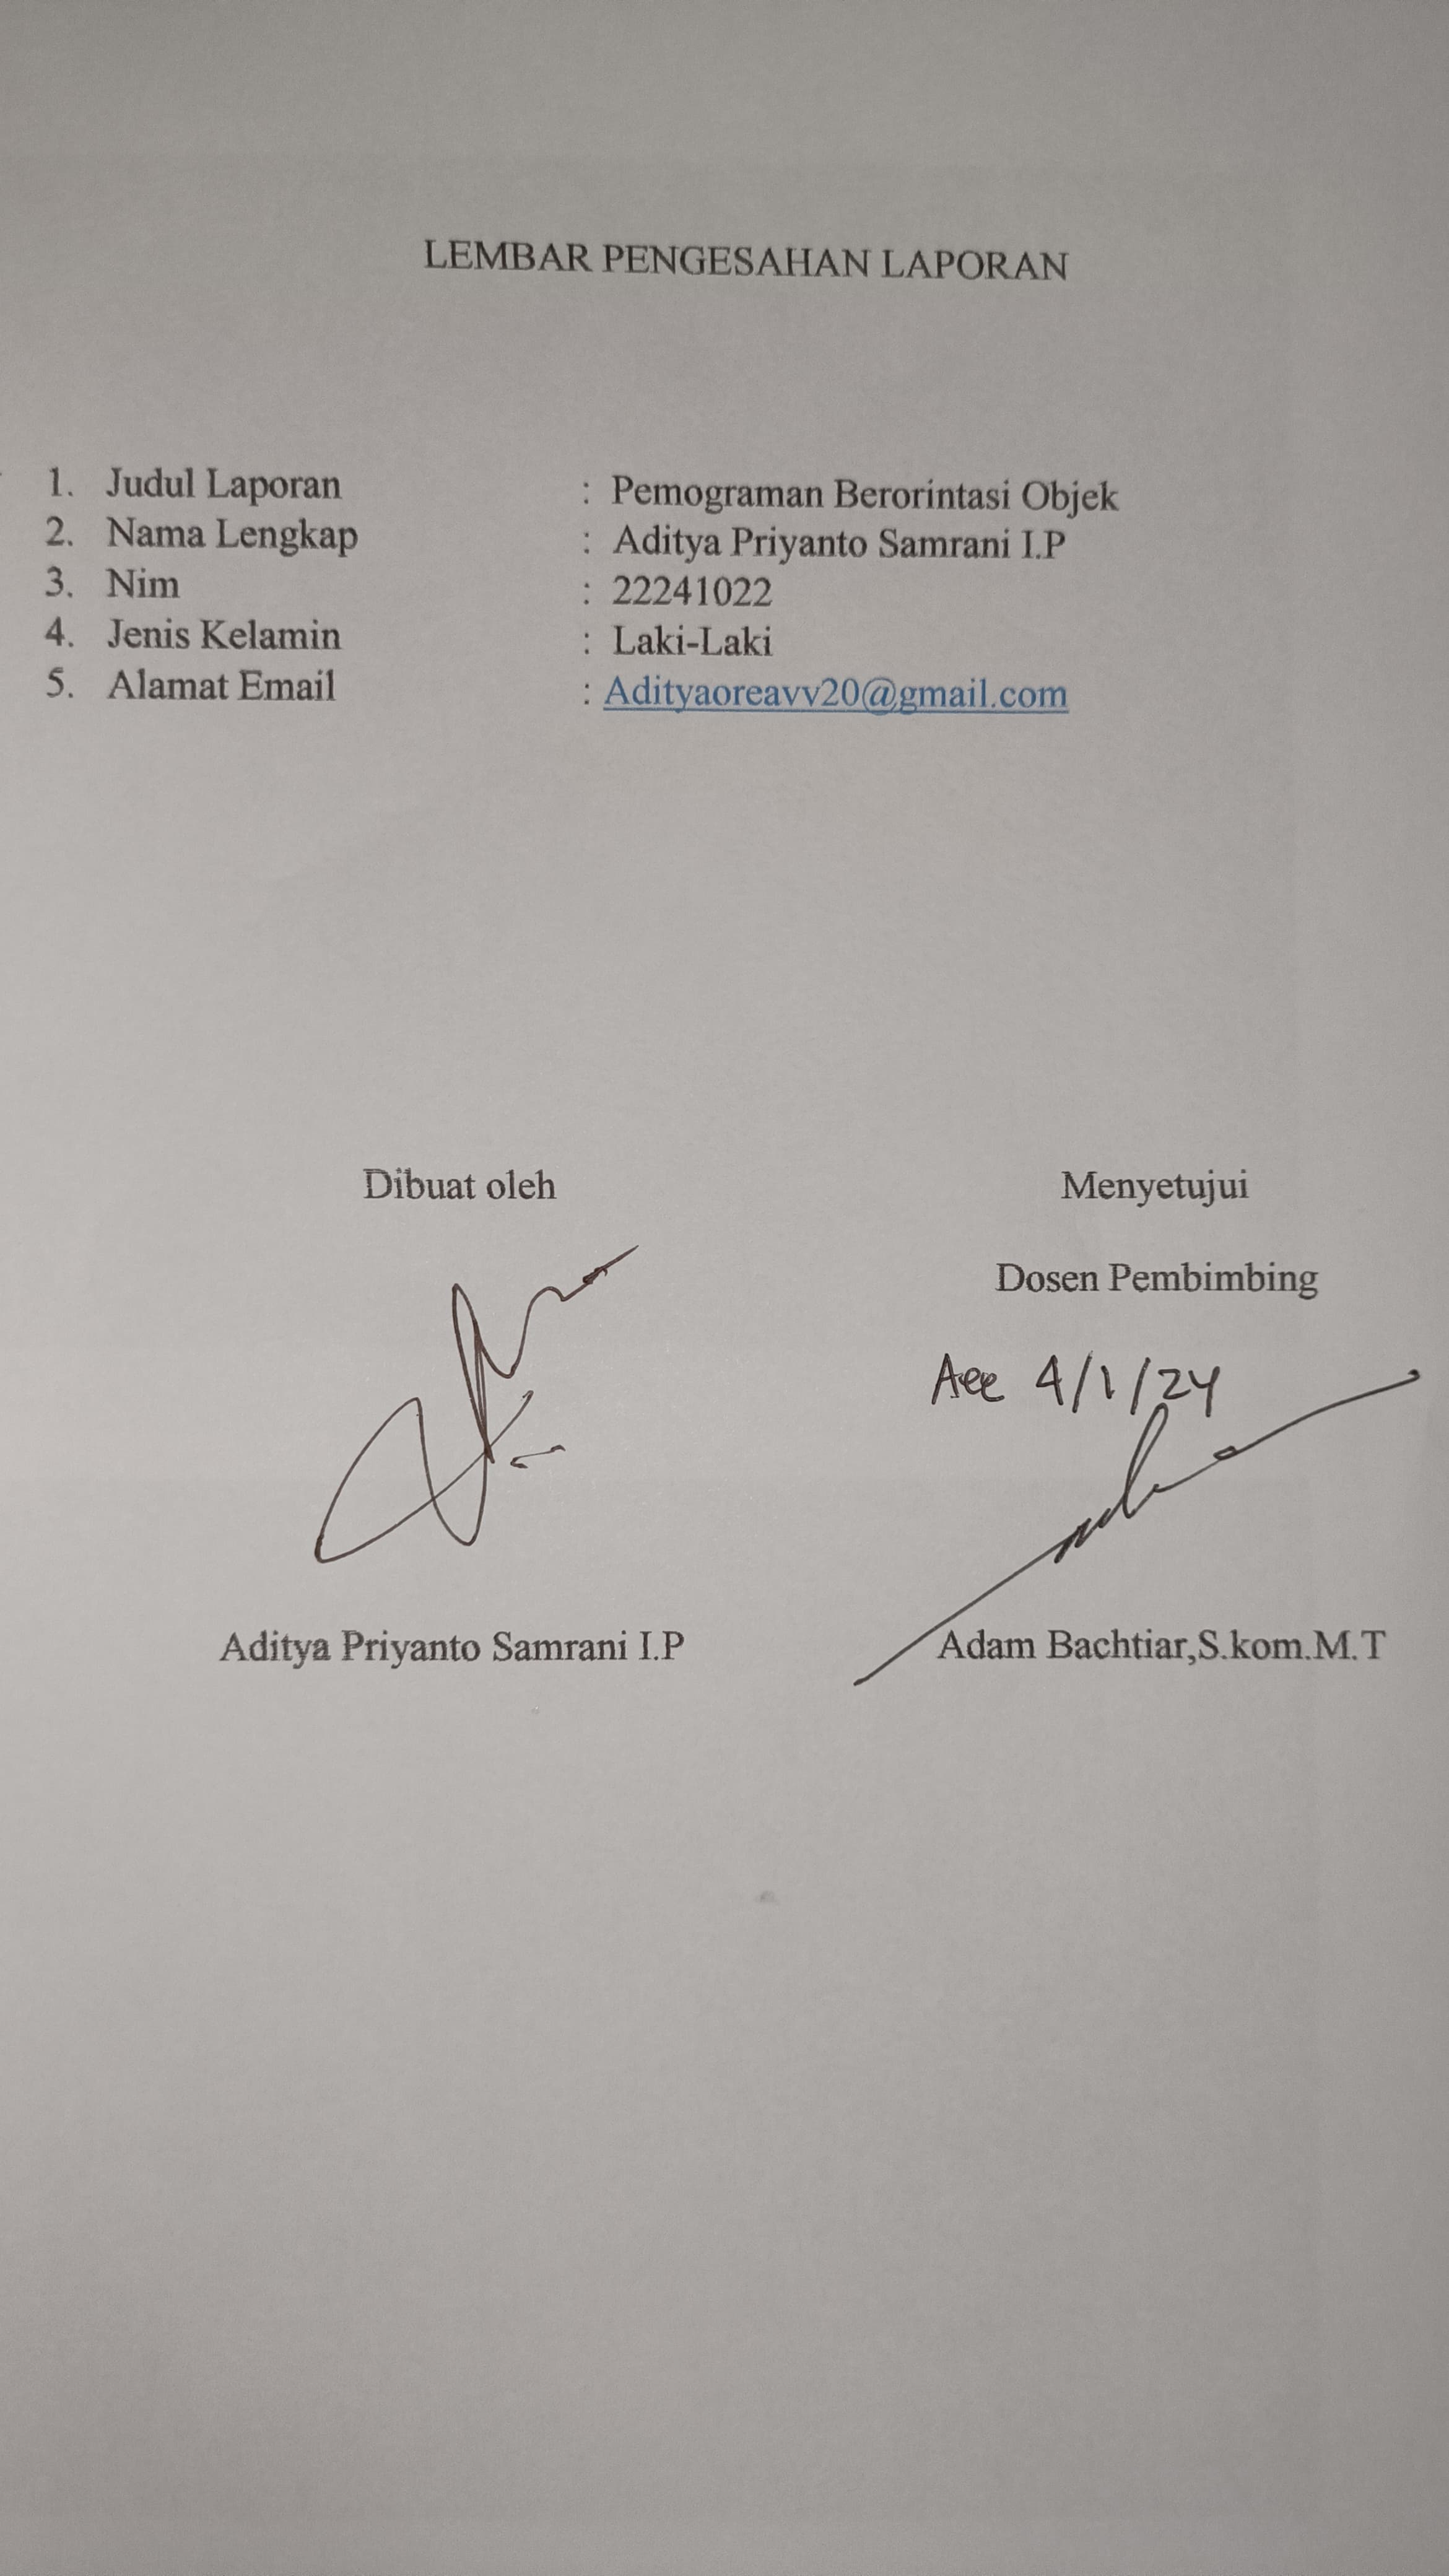 LEMBAR PENGESAHAN LAPORAN
1. Judul Laporan : Pemograman Berorintasi Objek
2. Nama Lengkap : Aditya Priyanto Samrani I.P
3. Nim : 22241022
4. Jenis Kelamin : Laki-Laki
5. Alamat Email : Adityaoreavv20@gmail.com
Dibuat oleh Menyetujui
Dosen Pembimbing
Acc 4/1/24
Aditya Priyanto Samrani I.P Adam Bachtiar,S.kom.M.T